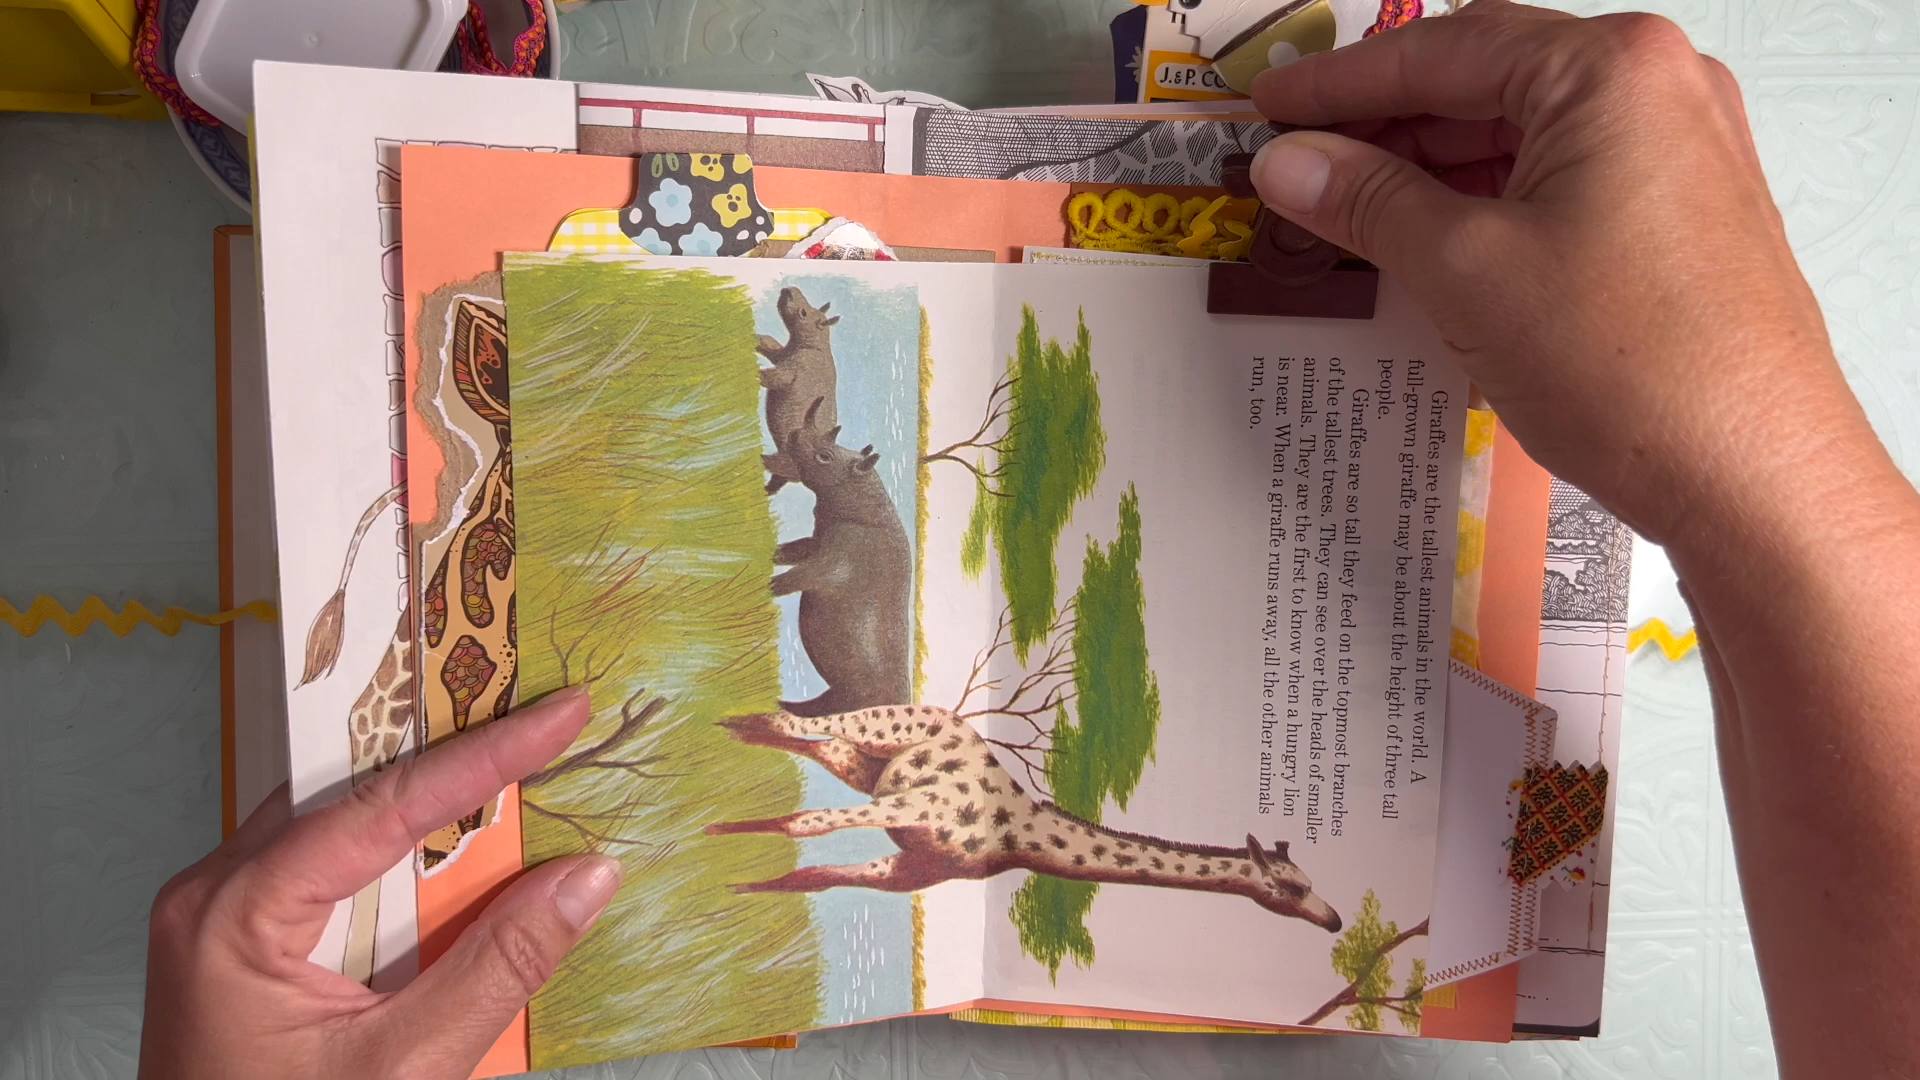 Giraffes are the tallest animals in the world. A
full-grown giraffe may be about the height of three tall
people.
Giraffes are so tall they feed on the topmost branches
of the tallest trees. They can see over the heads of smaller
animals. They are the first to know when a hungry lion
is near. When a giraffe runs away, all the other animals
run, too.
J.&P.